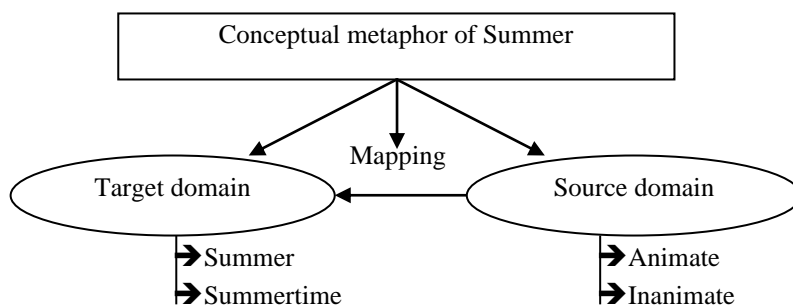 Conceptual metaphor of Summer
Mapping
Target domain
Source domain
Summer
Animate
Summertime
Inanimate